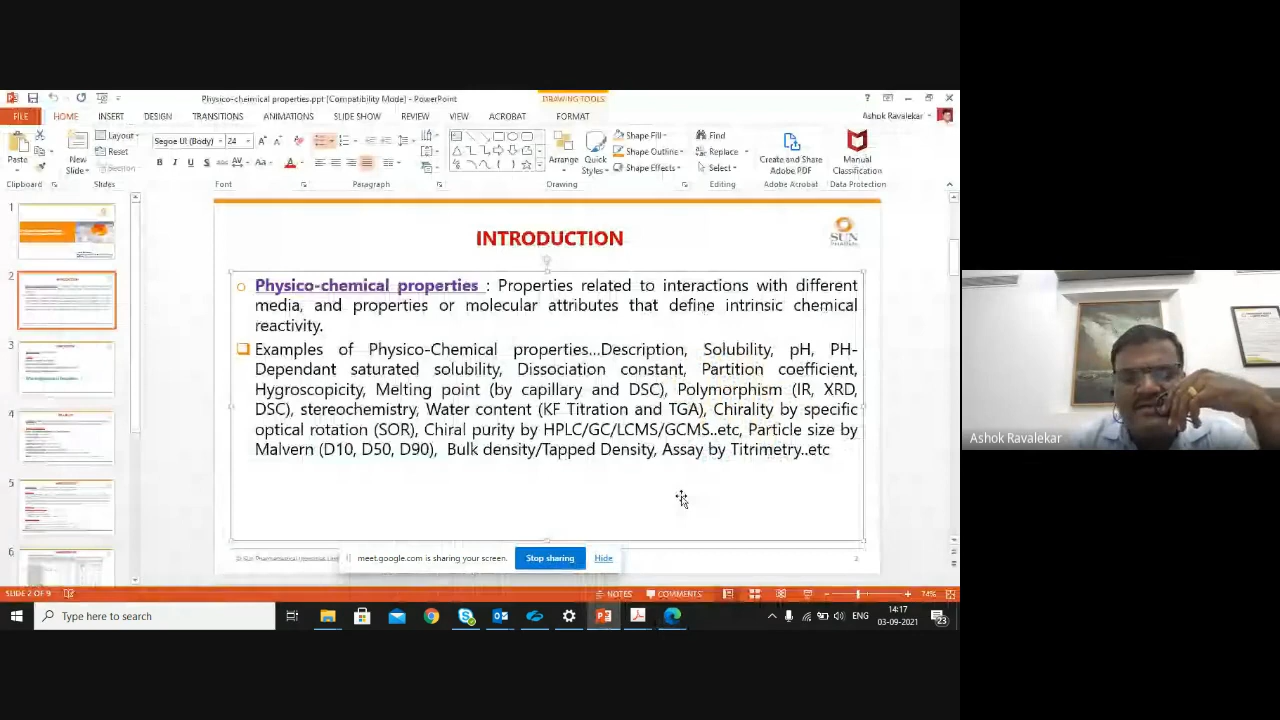 Physico-chemical properties.ppt [Compatibility Mode] - PowerPoint
DRAWING TOOLS
FILE HOME INSERT DESIGN TRANSITIONS ANIMATIONS SLIDE SHOW REVIEW VIEW ACROBAT FORMAT
Ashok Ravalekar
Paste
New
Slide
Layout
Reset
Section
Segoe UI (Body)
24
Arrange
Quick
Styles
Shape Fill
Shape Outline
Shape Effects
Find
Replace
Select
Create and Share
Adobe PDF
Manual
Classification
Clipboard Slides Font Paragraph Drawing Editing Adobe Acrobat Data Protection
1
2
3
4
5
6
INTRODUCTION
SUN
PHARMA
Physico-chemical properties : Properties related to interactions with different
media, and properties or molecular attributes that define intrinsic chemical
reactivity.
Examples of Physico-Chemical properties...Description, Solubility, pH, PH-
Dependant saturated solubility, Dissociation constant, Partition coefficient,
Hygroscopicity, Melting point (by capillary and DSC), Polymorphism (IR, XRD,
DSC), stereochemistry, Water content (KF Titration and TGA), Chirality by specific
optical rotation (SOR), Chiral purity by HPLC/GC/LCMS/GCMS..etc, Particle size by
Malvern (D10, D50, D90), Bulk density/Tapped Density, Assay by Titrimetry..etc
meet.google.com is sharing your screen.
Stop sharing
Hide
Ashok Ravalekar
SLIDE 2 OF 9
NOTES
COMMENTS
74%
Type here to search
ENG
14:17
03-09-2021
23